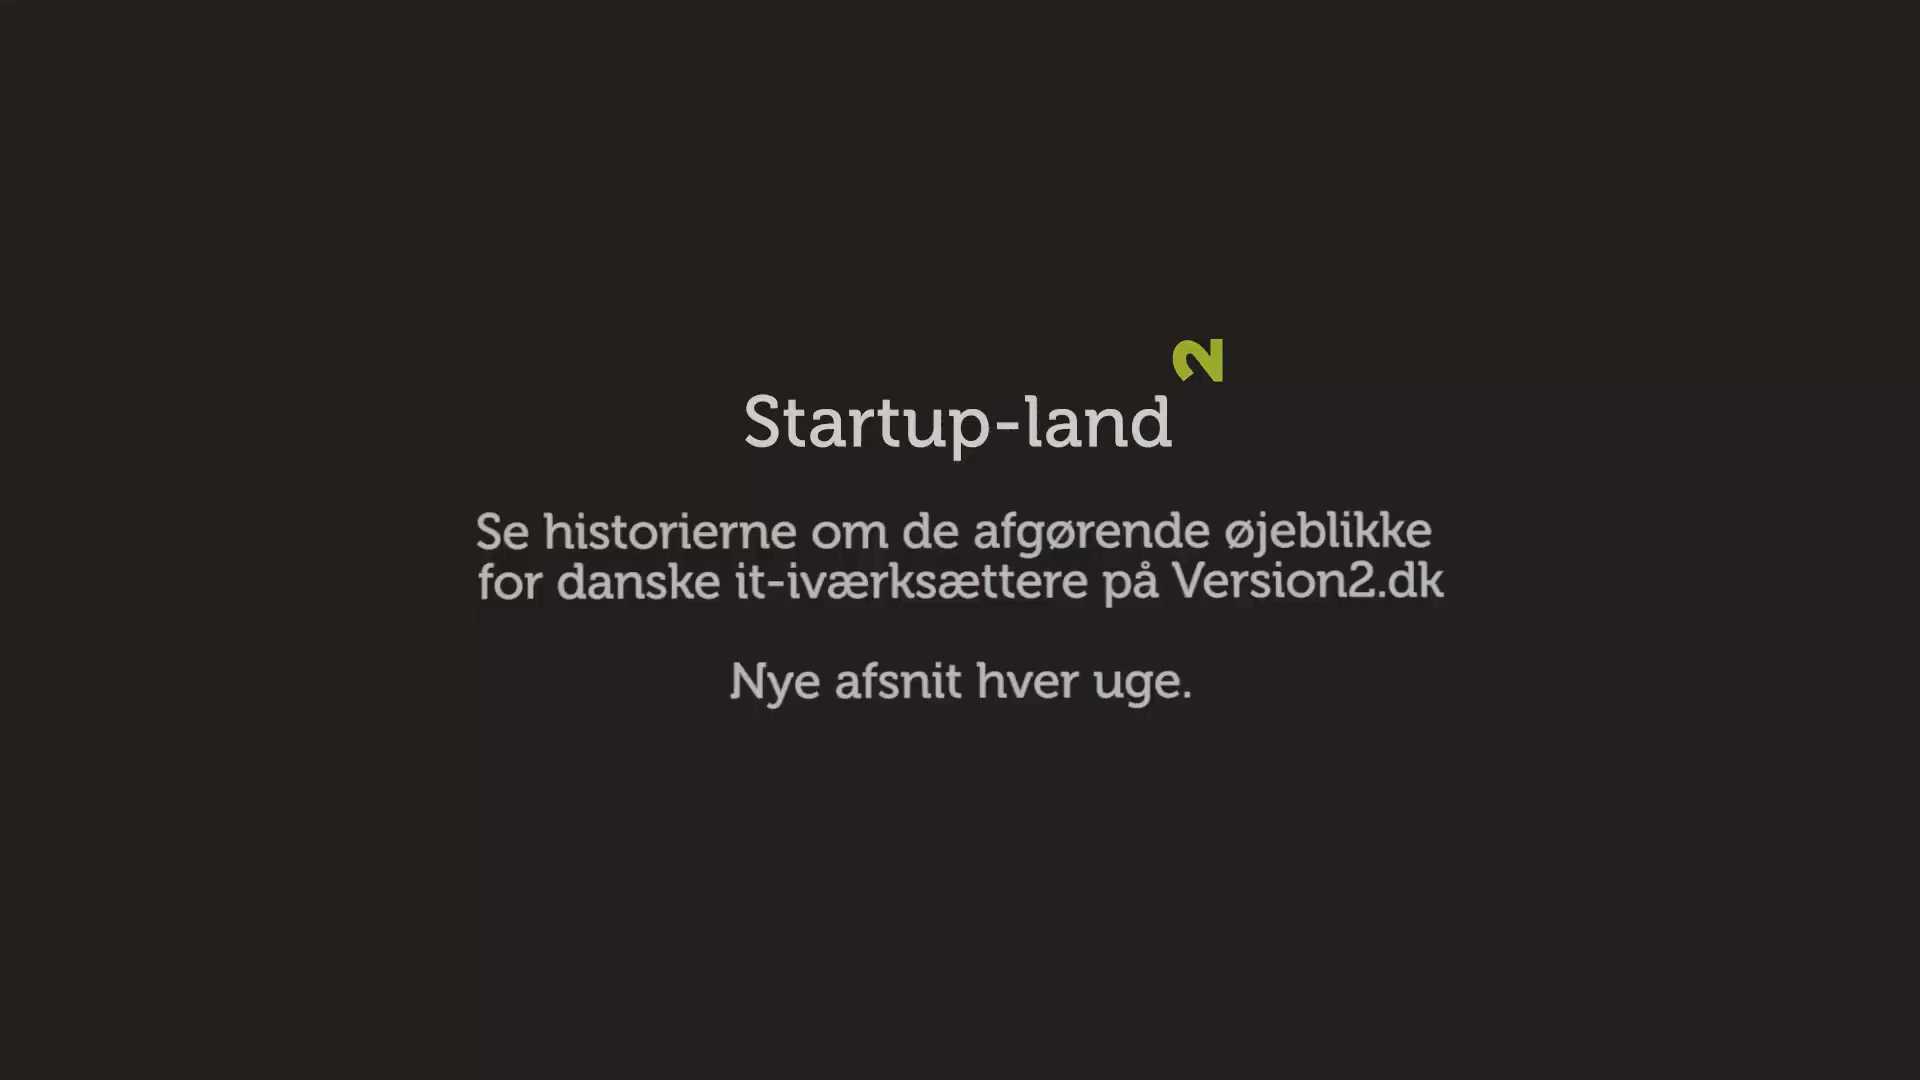 2
Startup-land
Se historierne om de afgørende øjeblikke
for danske it-iværksættere på Version2.dk
Nye afsnit hver uge.